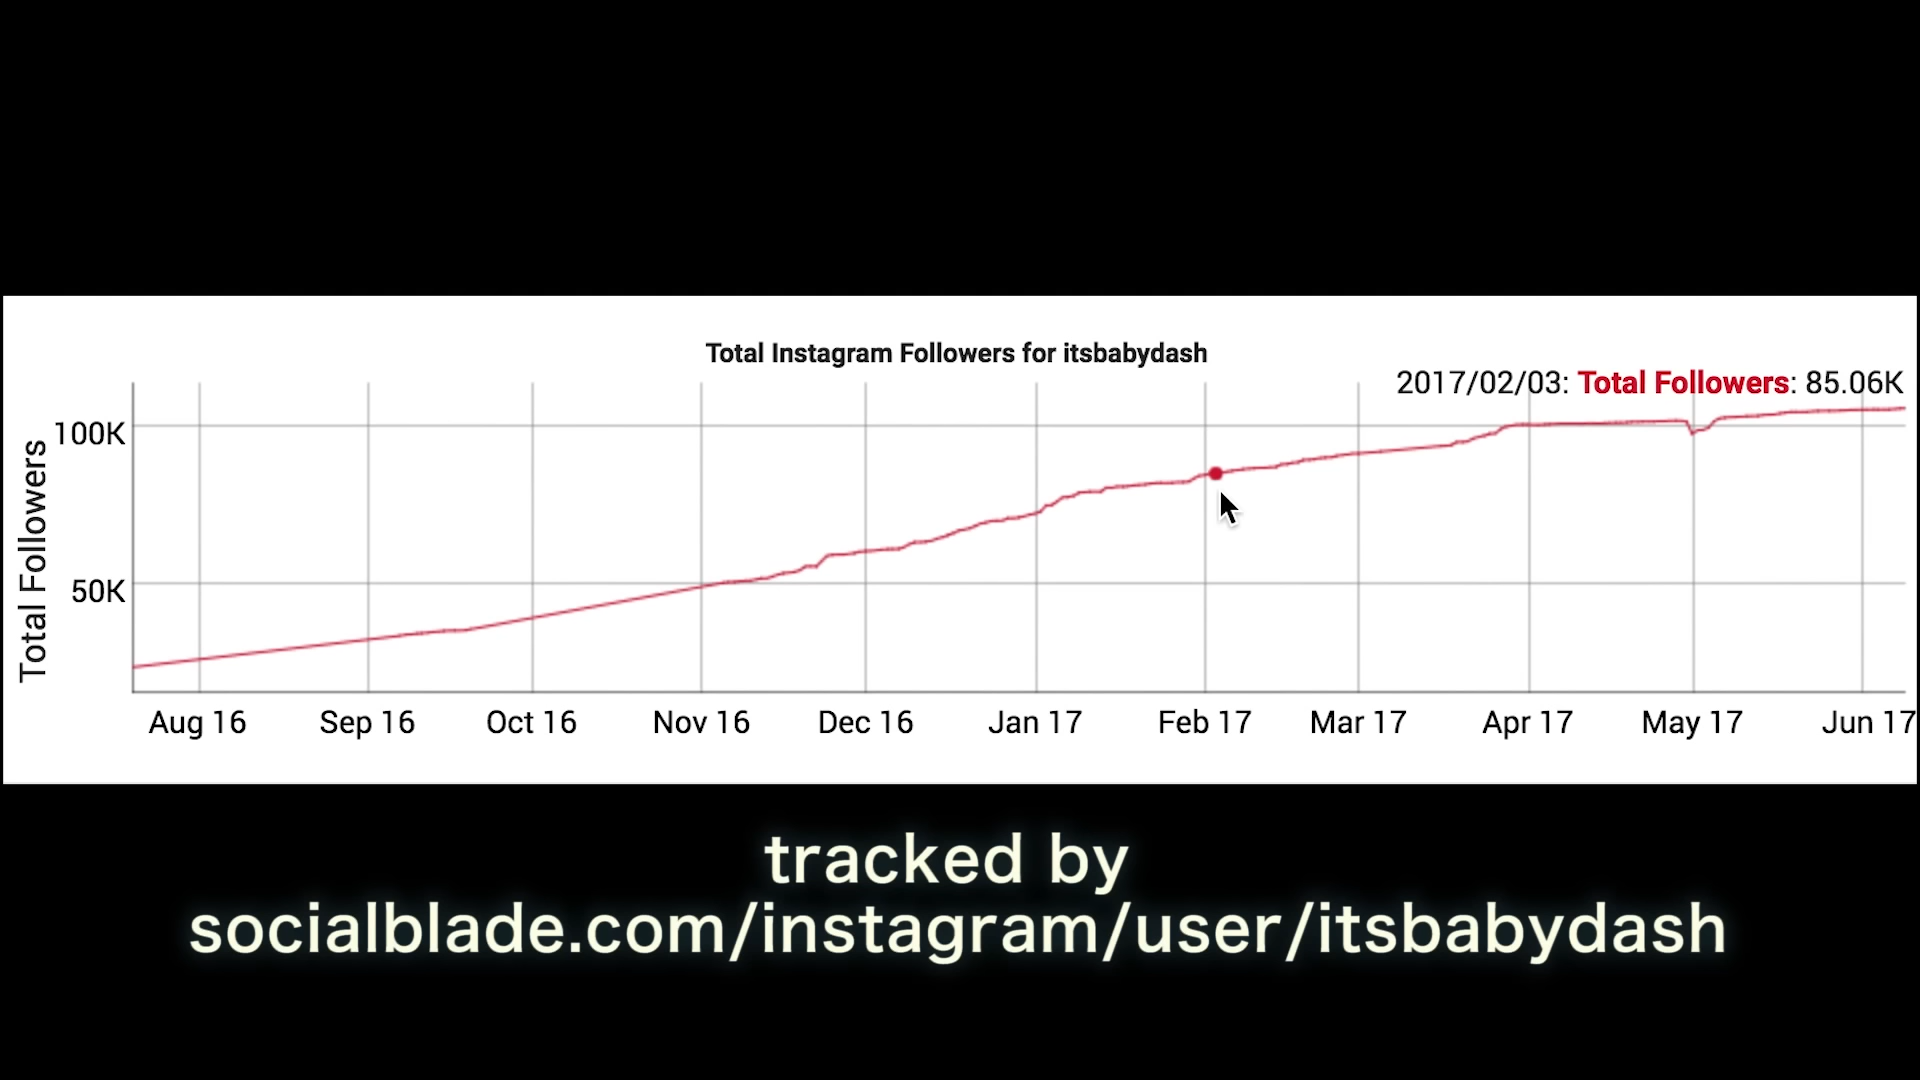 Total Instagram Followers for itsbabydash
2017/02/03: Total Followers: 85.06K
Total Followers
100K
50K
Aug 16 Sep 16 Oct 16 Nov 16 Dec 16 Jan 17 Feb 17 Mar 17 Apr 17 May 17 Jun 17
tracked by
socialblade.com/instagram/user/itsbabydash